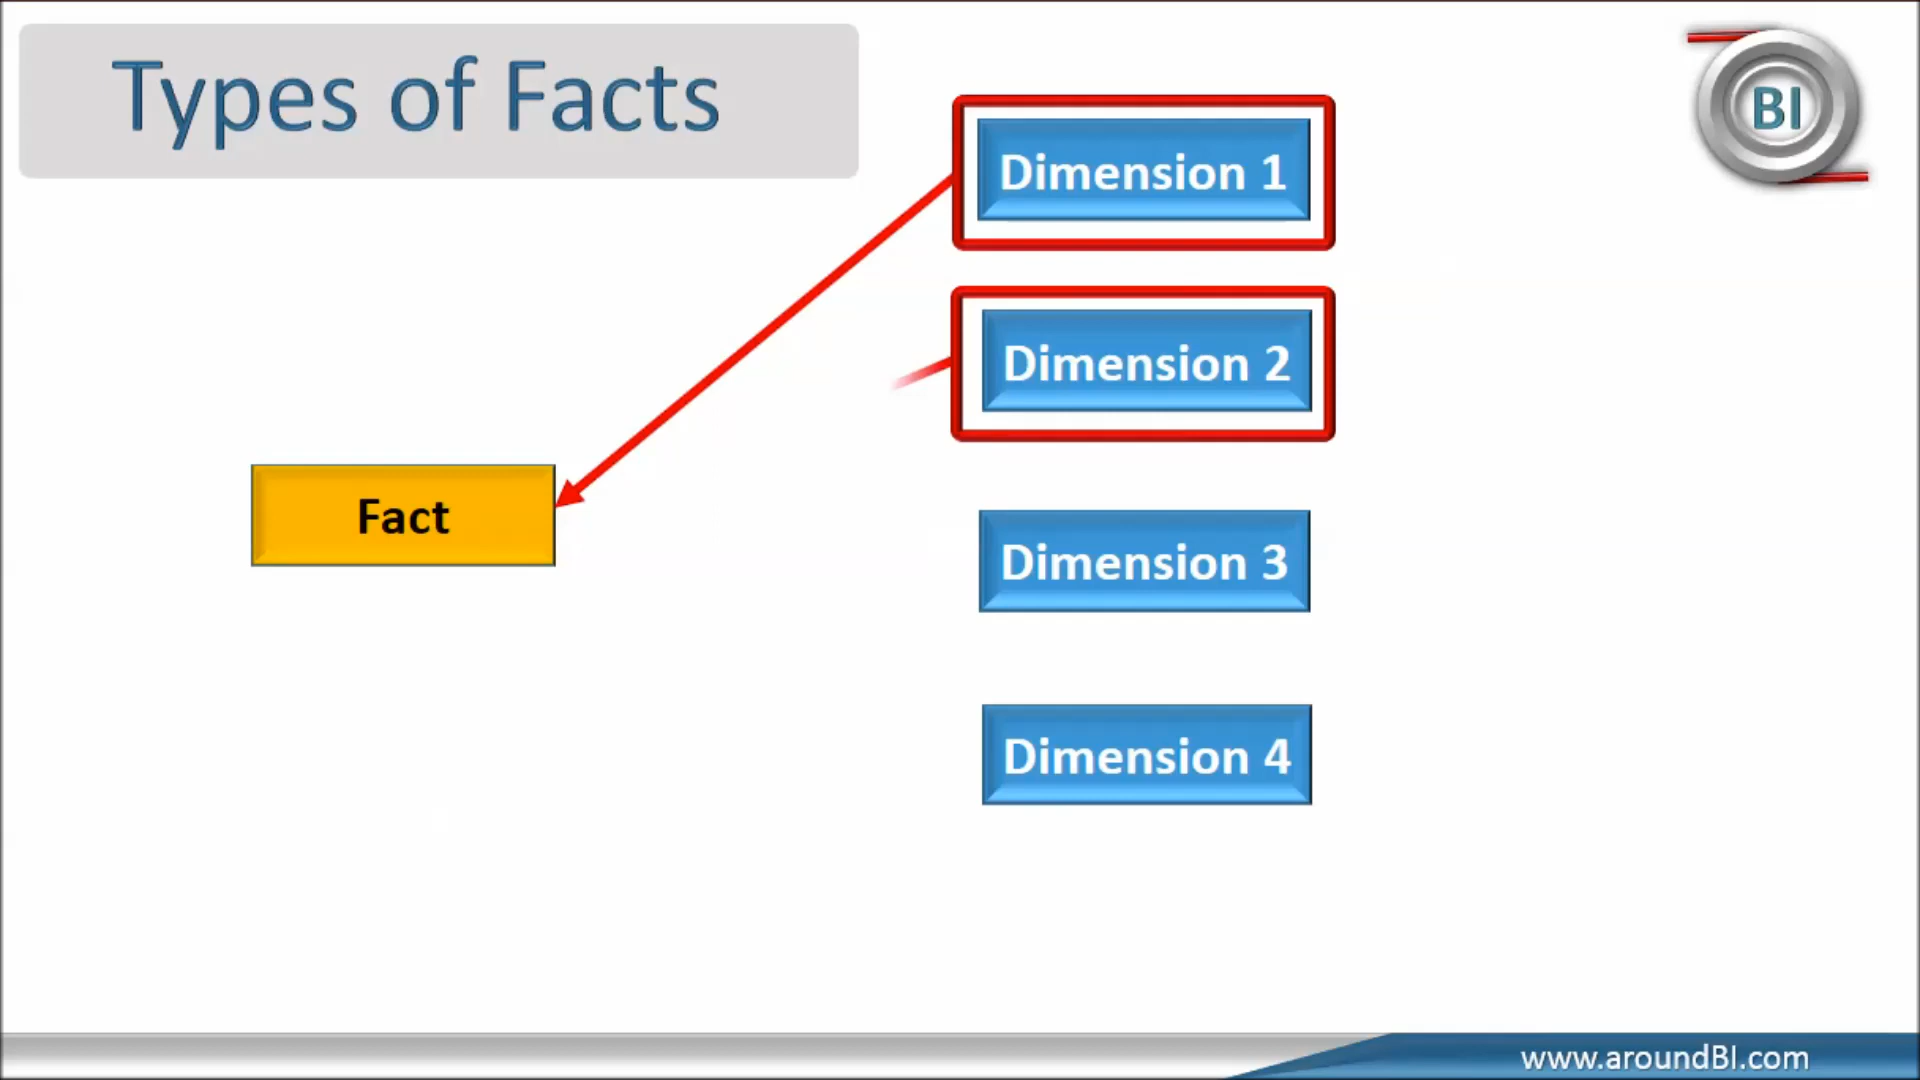 Types of Facts
BI
Dimension 1
Dimension 2
Fact
Dimension 3
Dimension 4
www.aroundBI.com